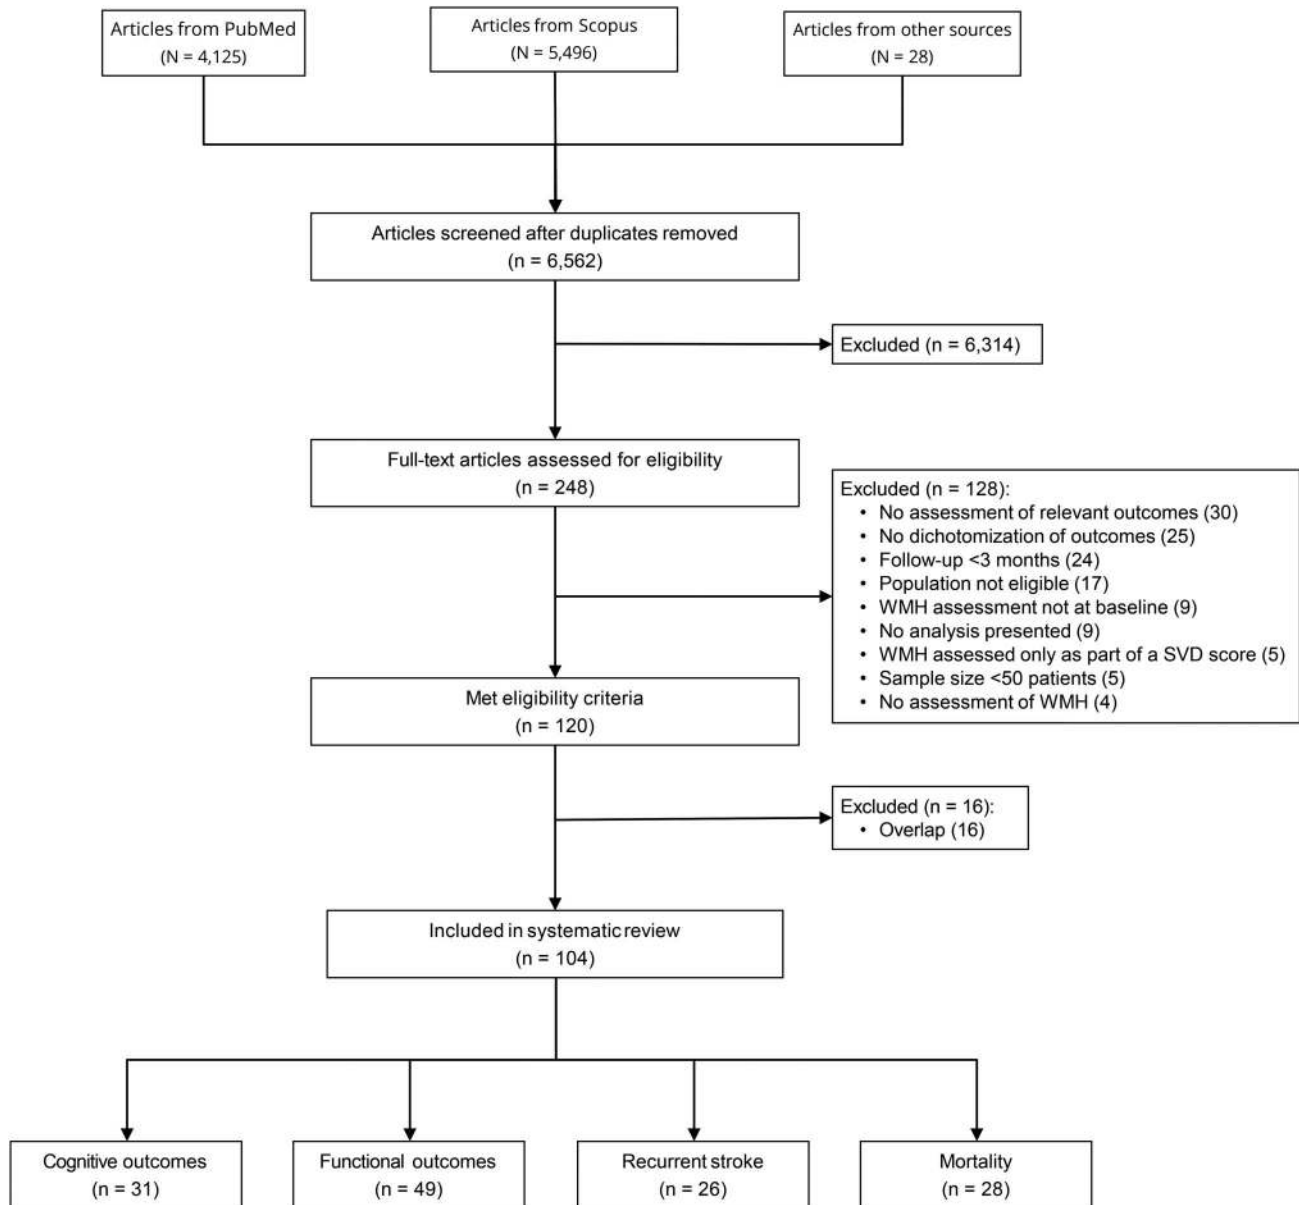 Articles from PubMed
(N = 4,125)
Articles from Scopus
(N = 5,496)
Articles from other sources
(N = 28)
Articles screened after duplicates removed
(n = 6,562)
Excluded (n = 6,314)
Full-text articles assessed for eligibility
(n = 248)
Excluded (n = 128):
• No assessment of relevant outcomes (30)
• No dichotomization of outcomes (25)
• Follow-up <3 months (24)
• Population not eligible (17)
• WMH assessment not at baseline (9)
• No analysis presented (9)
• WMH assessed only as part of a SVD score (5)
• Sample size <50 patients (5)
• No assessment of WMH (4)
Met eligibility criteria
(n = 120)
Excluded (n = 16):
• Overlap (16)
Included in systematic review
(n = 104)
Cognitive outcomes
(n = 31)
Functional outcomes
(n = 49)
Recurrent stroke
(n = 26)
Mortality
(n = 28)